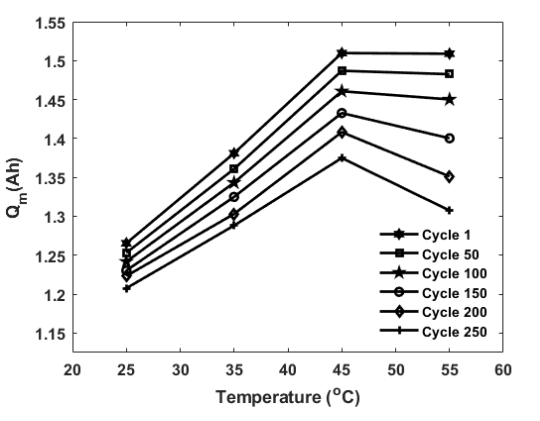 1.55
1.5
1.45
1.4
1.35
1.3
1.25
1.2
1.15
Qm(Ah)
Cycle 1
Cycle 50
Cycle 100
Cycle 150
Cycle 200
Cycle 250
20 25 30 35 40 45 50 55 60
Temperature (oC)